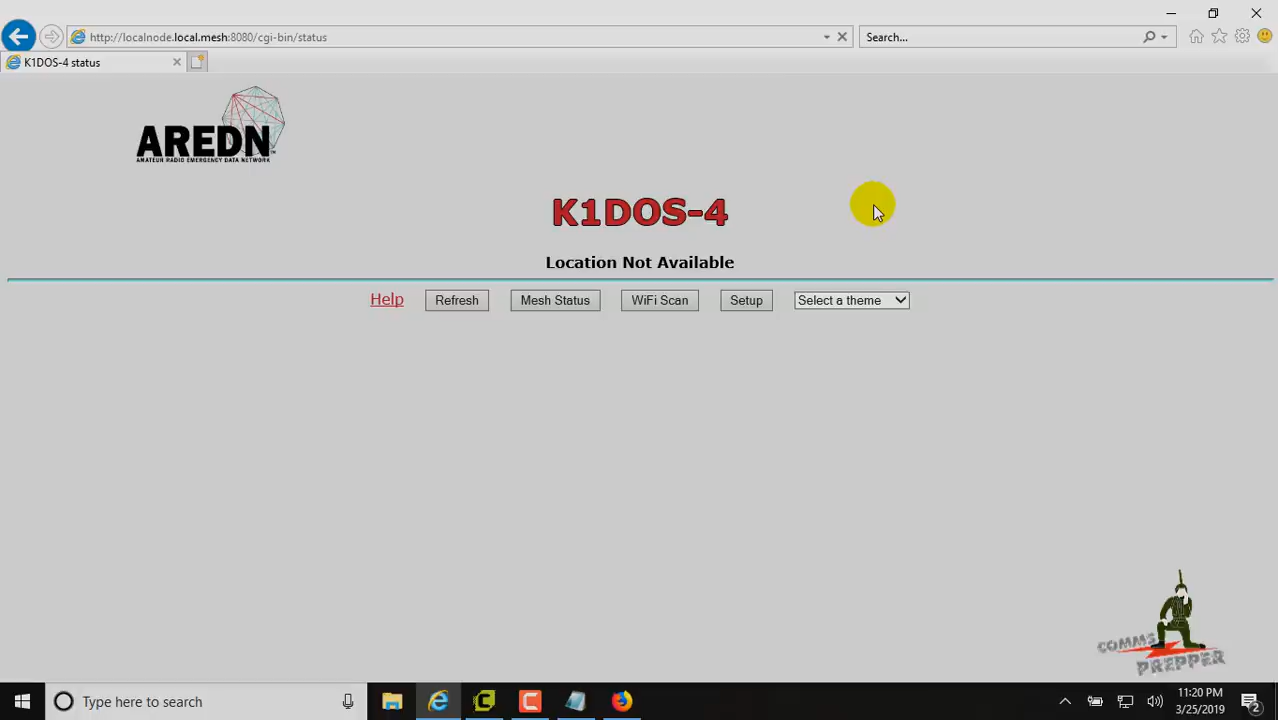 http://localnode.local.mesh:8080/cgi-bin/status
Search...
K1DOS-4 status
AREDN
AMATEUR RADIO EMERGENCY DATA NETWORK
TM
K1DOS-4
Location Not Available
Help
Refresh
Mesh Status
WiFi Scan
Setup
Select a theme
COMMS
PREPPER
Type here to search
11:20 PM
3/25/2019
2